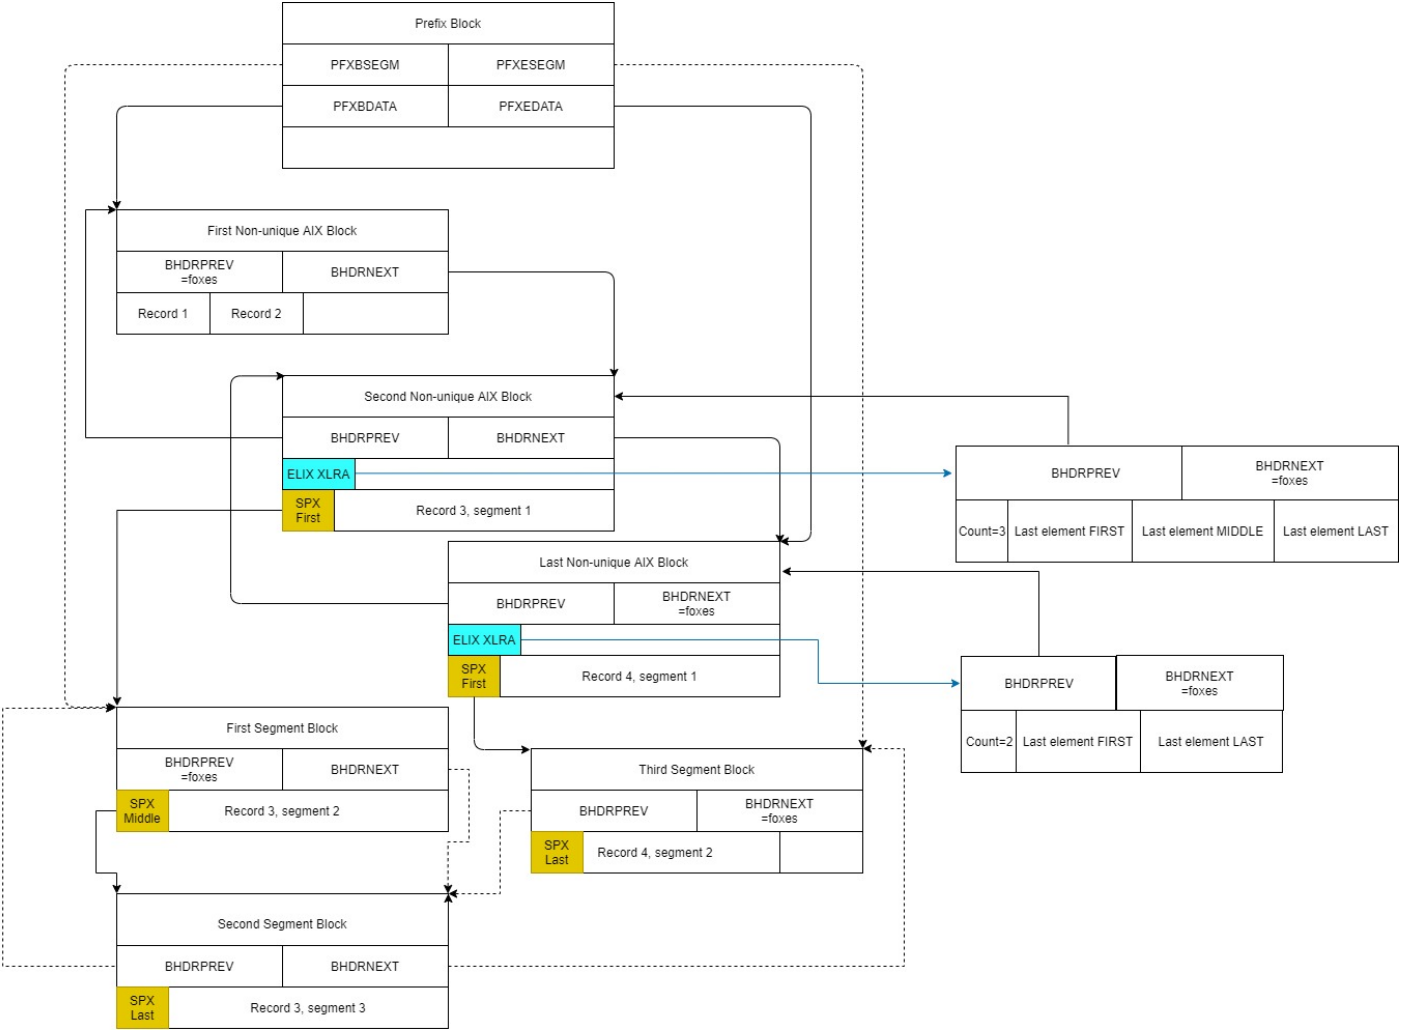 Prefix Block
PFXBSEGM
PFXESEGM
PFXBDATA
PFXEDATA
First Non-unique AIX Block
BHDRPREV
=foxes
BHDRNEXT
Record 1
Record 2
Second Non-unique AIX Block
BHDRPREV
BHDRNEXT
ELIX XLRA
SPX
First
Record 3, segment 1
BHDRPREV
BHDRNEXT
=foxes
Count=3
Last element FIRST
Last element MIDDLE
Last element LAST
Last Non-unique AIX Block
BHDRPREV
BHDRNEXT
=foxes
ELIX XLRA
SPX
First
Record 4, segment 1
BHDRPREV
BHDRNEXT
=foxes
Count=2
Last element FIRST
Last element LAST
First Segment Block
BHDRPREV
=foxes
BHDRNEXT
SPX
Middle
Record 3, segment 2
Third Segment Block
BHDRPREV
BHDRNEXT
=foxes
SPX
Last
Record 4, segment 2
Second Segment Block
BHDRPREV
BHDRNEXT
SPX
Last
Record 3, segment 3